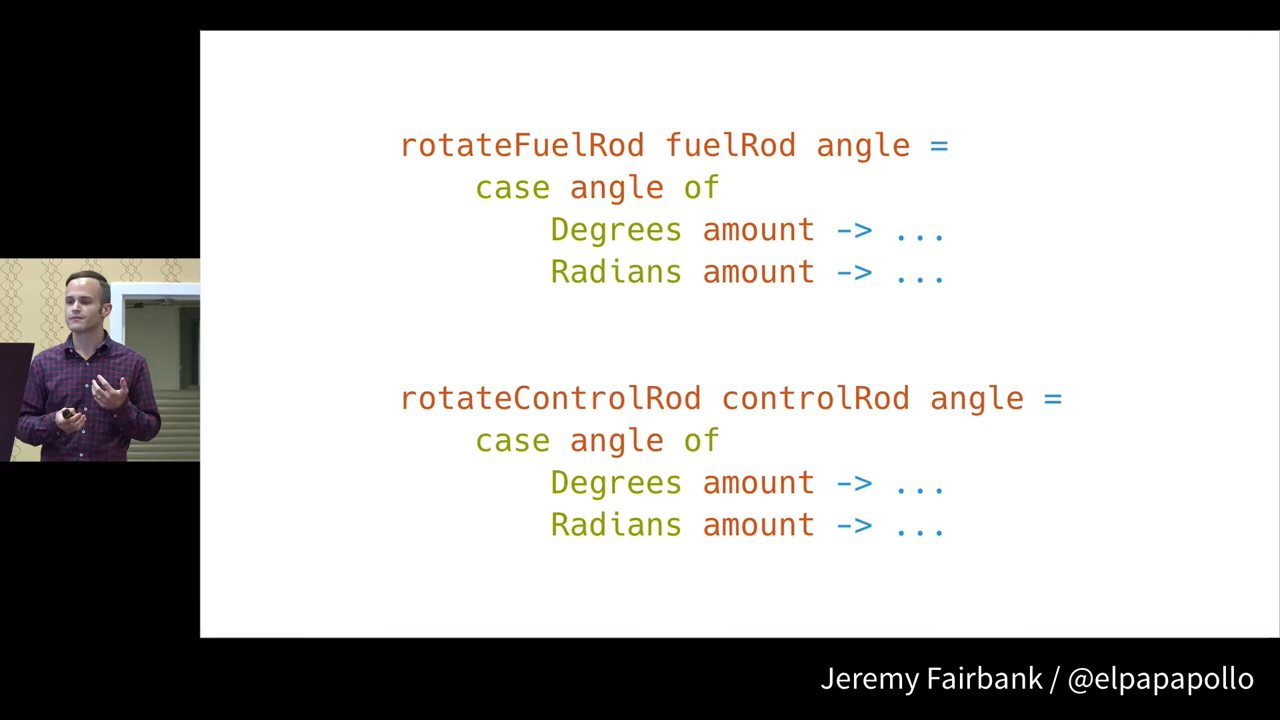 rotateFuelRod fuelRod angle =
case angle of
Degrees amount -> ...
Radians amount -> ...
rotateControlRod controlRod angle =
case angle of
Degrees amount -> ...
Radians amount -> ...
Jeremy Fairbank / @elpapapollo